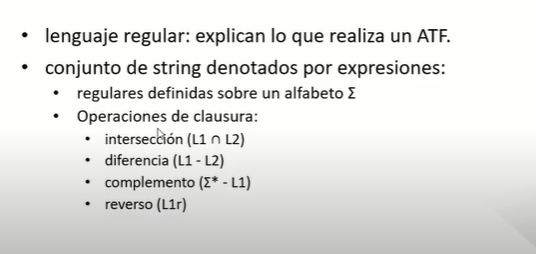 • lenguaje regular: explican lo que realiza un ATF.
• conjunto de string denotados por expresiones:
• regulares definidas sobre un alfabeto Σ
• Operaciones de clausura:
• intersección (L1 ∩ L2)
• diferencia (L1 - L2)
• complemento (Σ* - L1)
• reverso (L1r)